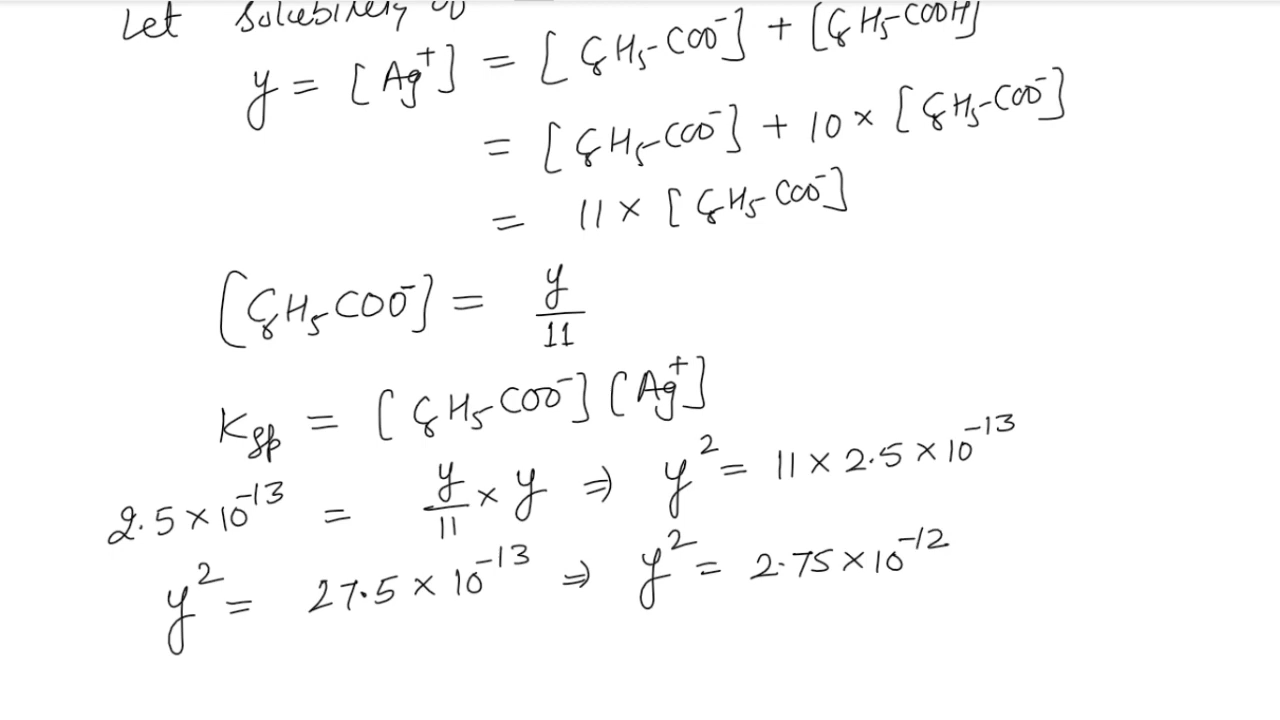 Let Solubility of
y = [Ag⁺] = [C₆H₅-COO⁻] + [C₆H₅-COOH]
= [C₆H₅-COO⁻] + 10 × [C₆H₅-COO⁻]
= 11 × [C₆H₅-COO⁻]
[C₆H₅COO⁻] = y/11
Ksp = [C₆H₅COO⁻][Ag⁺]
2.5 × 10⁻¹³ = y/11 × y ⇒ y² = 11 × 2.5 × 10⁻¹³
y² = 27.5 × 10⁻¹³ ⇒ y² = 2.75 × 10⁻¹²